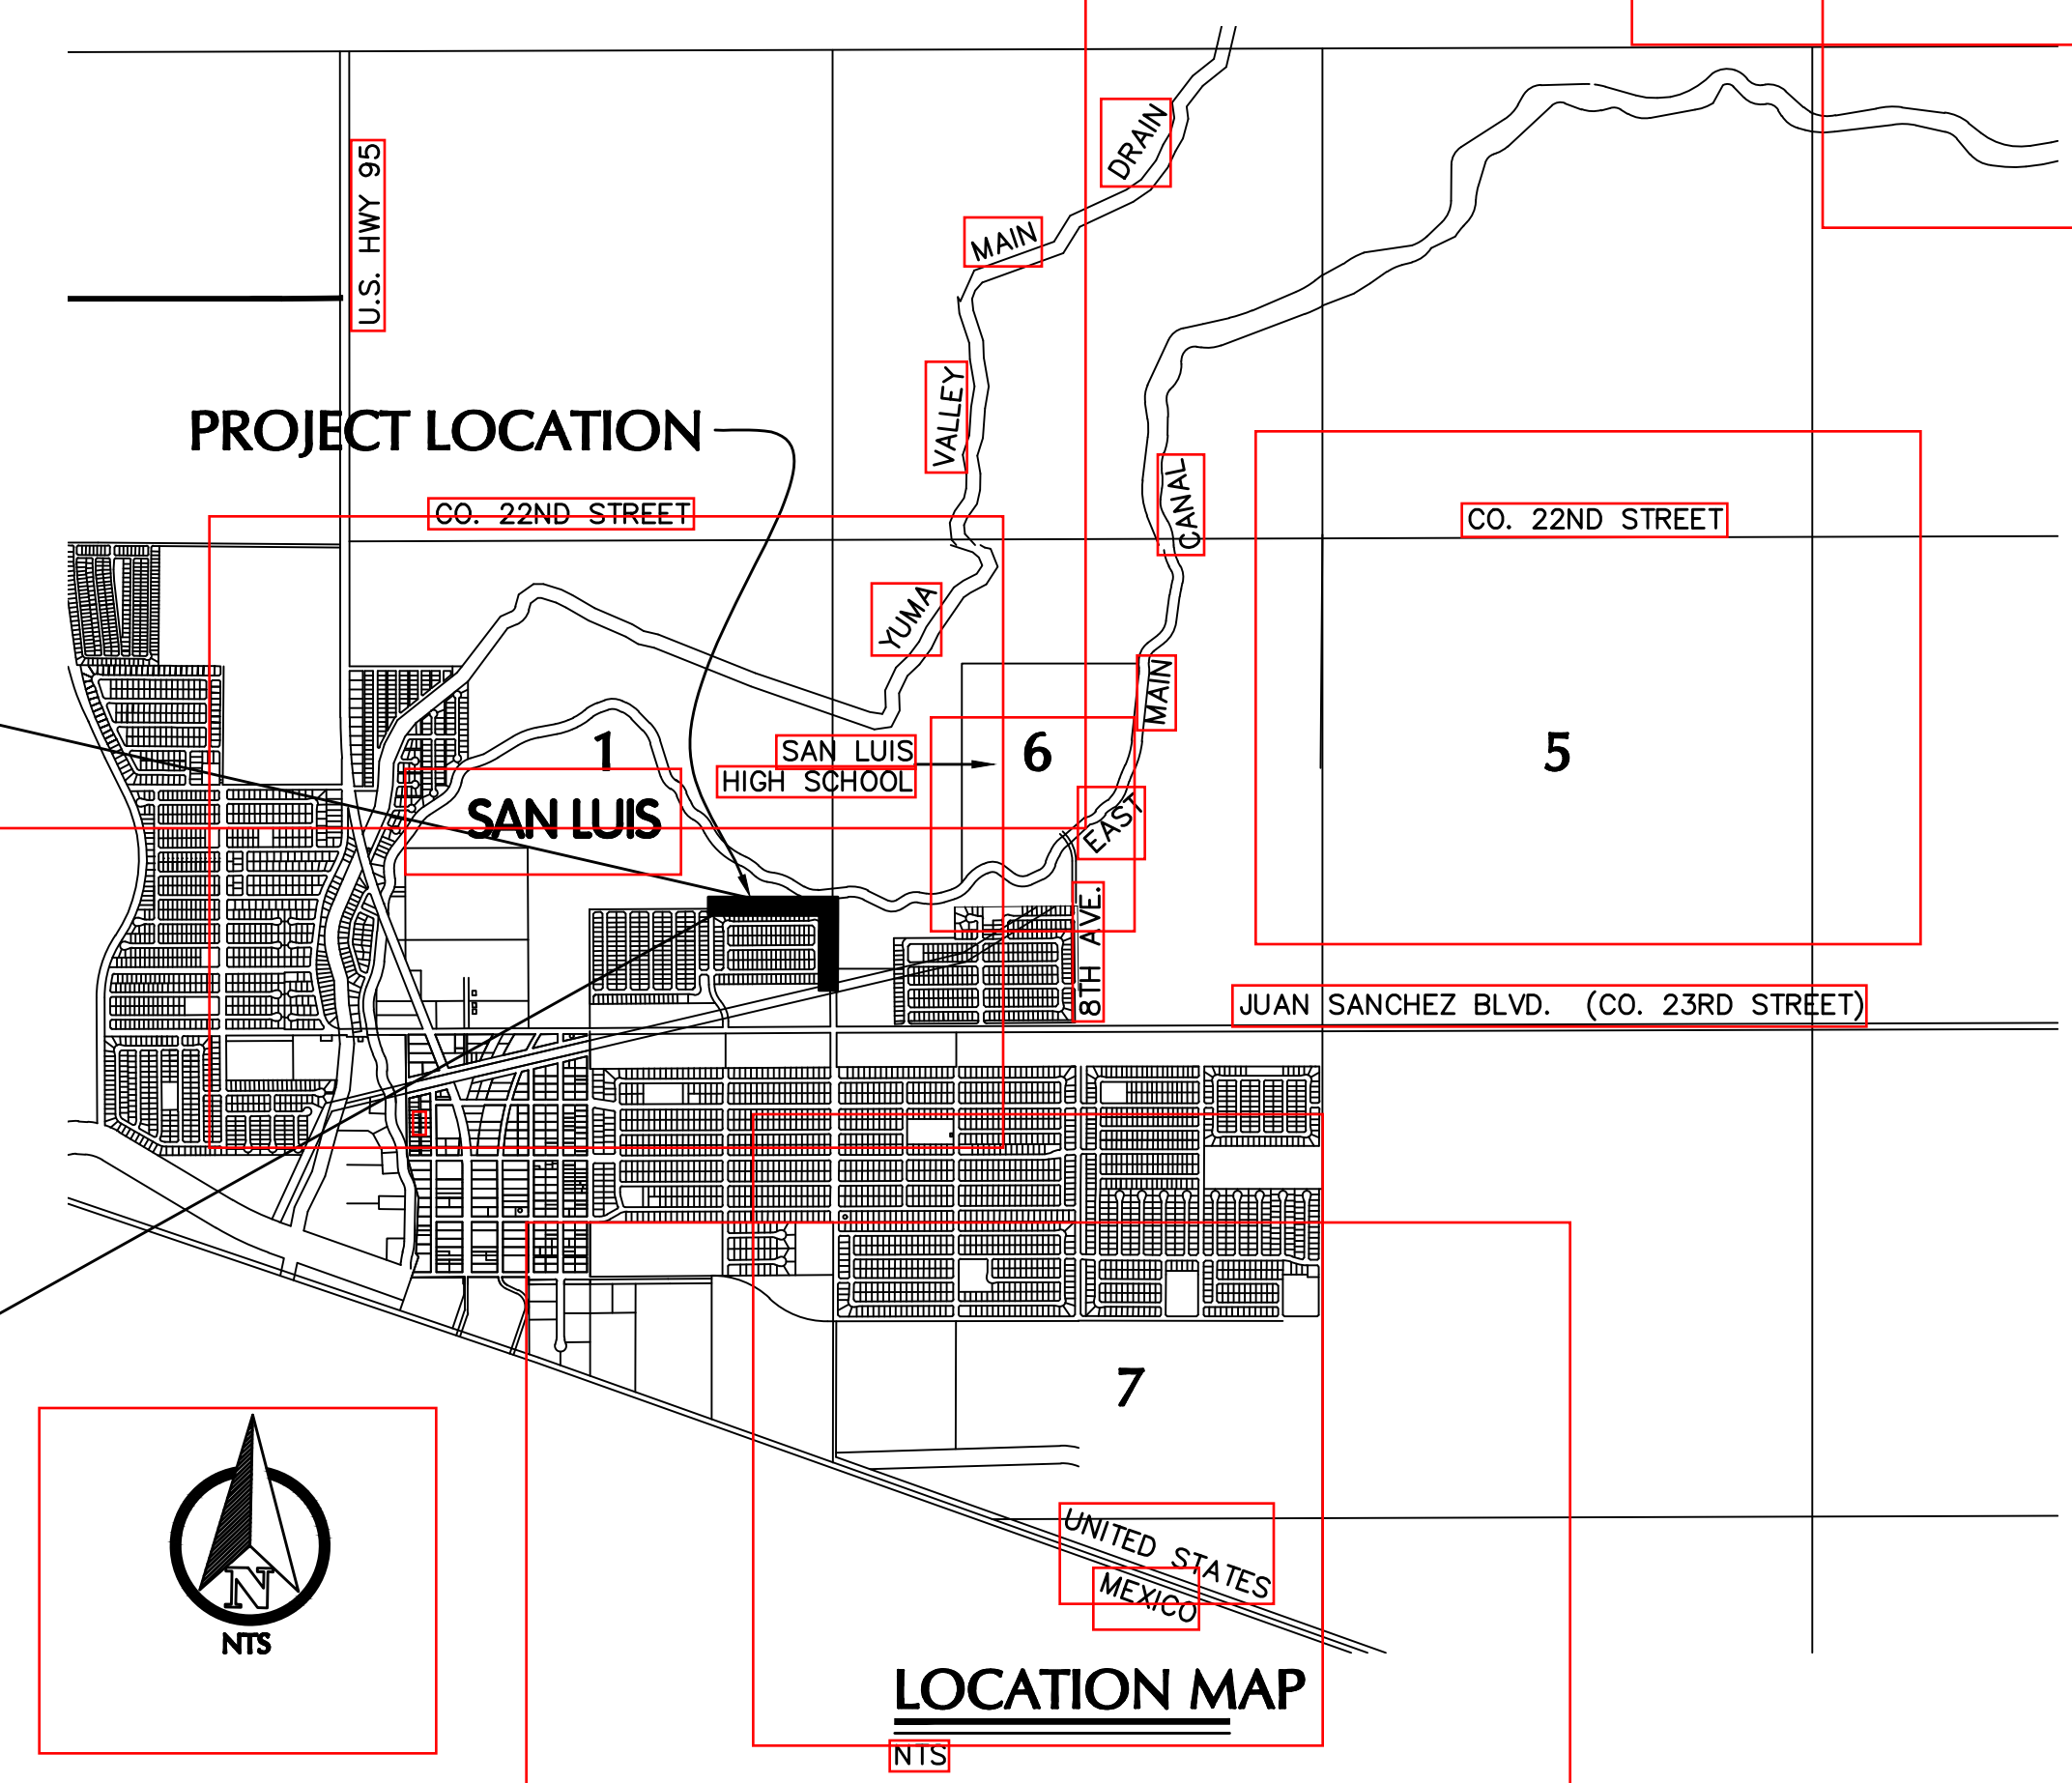 DRAIN
U.S. HWY 95
MAIN
VALLEY
PROJECT LOCATION
CANAL
CO. 22ND STREET
CO. 22ND STREET
YUMA
MAIN
1
SAN LUIS
HIGH SCHOOL
6
5
SAN LUIS
EAST
8TH AVE.
JUAN SANCHEZ BLVD. (CO. 23RD STREET)
7
UNITED STATES
MEXICO
N
NTS
LOCATION MAP
NTS